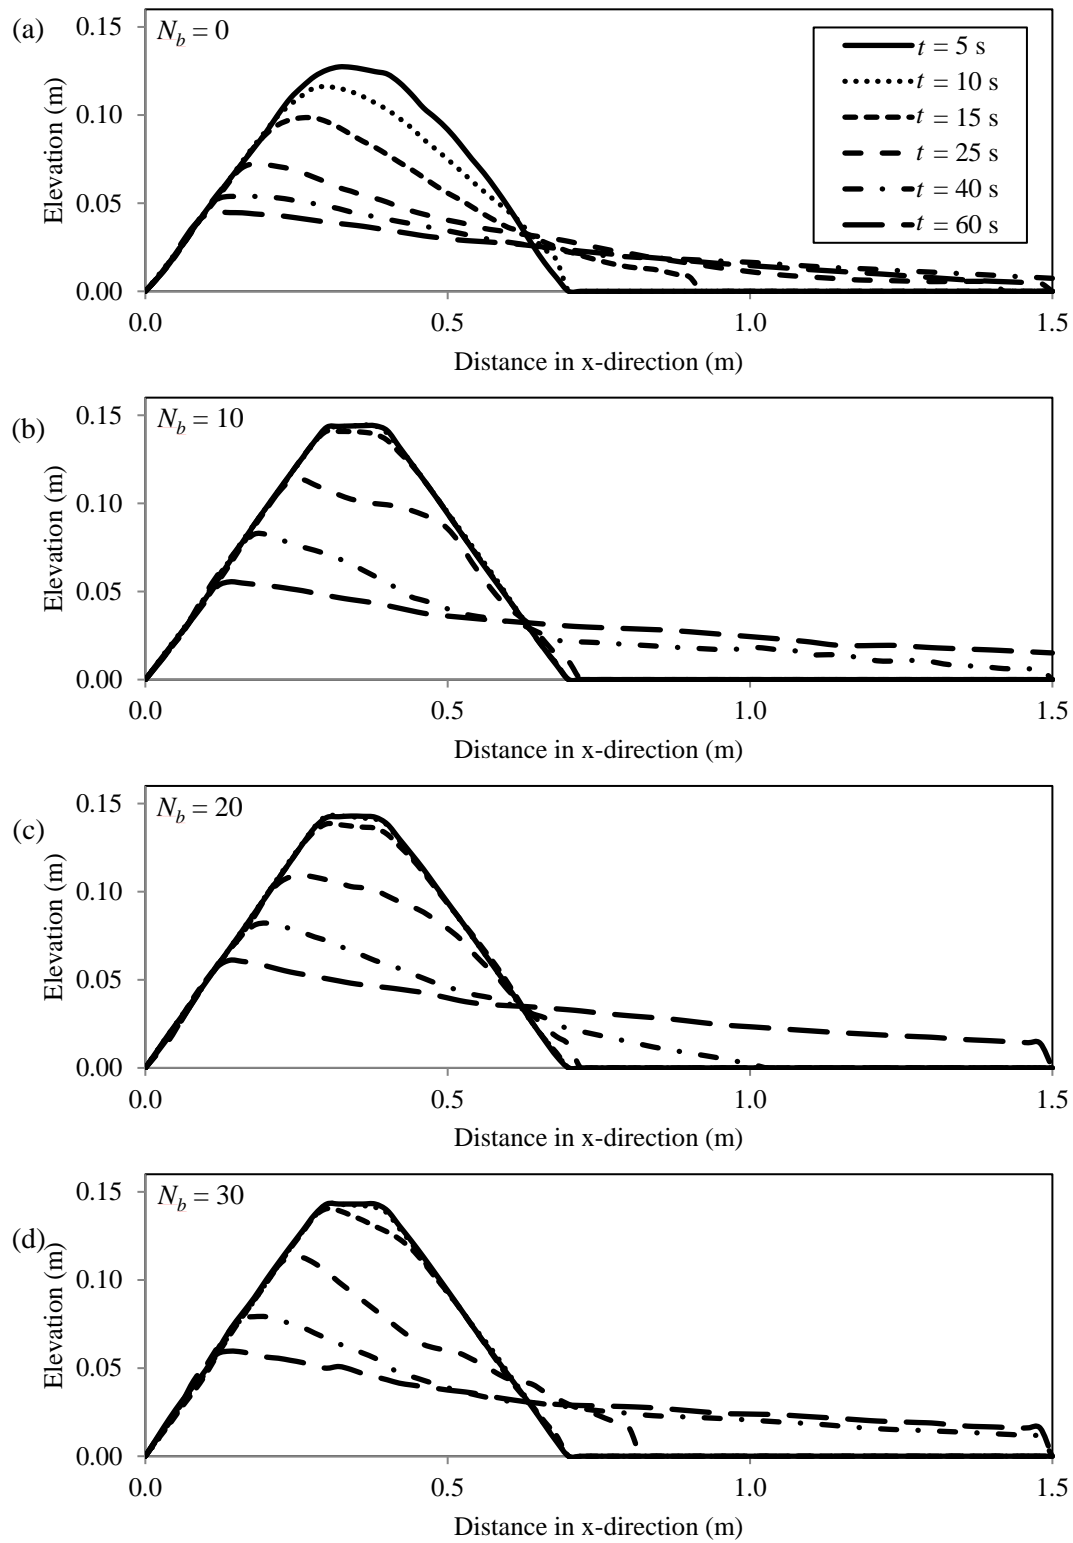 (a)
N_b = 0
0.15
0.10
0.05
0.00
Elevation (m)
t = 5 s
t = 10 s
t = 15 s
t = 25 s
t = 40 s
t = 60 s
0.0 0.5 1.0 1.5
Distance in x-direction (m)
(b)
N_b = 10
0.15
0.10
0.05
0.00
Elevation (m)
0.0 0.5 1.0 1.5
Distance in x-direction (m)
(c)
N_b = 20
0.15
0.10
0.05
0.00
Elevation (m)
0.0 0.5 1.0 1.5
Distance in x-direction (m)
(d)
N_b = 30
0.15
0.10
0.05
0.00
Elevation (m)
0.0 0.5 1.0 1.5
Distance in x-direction (m)